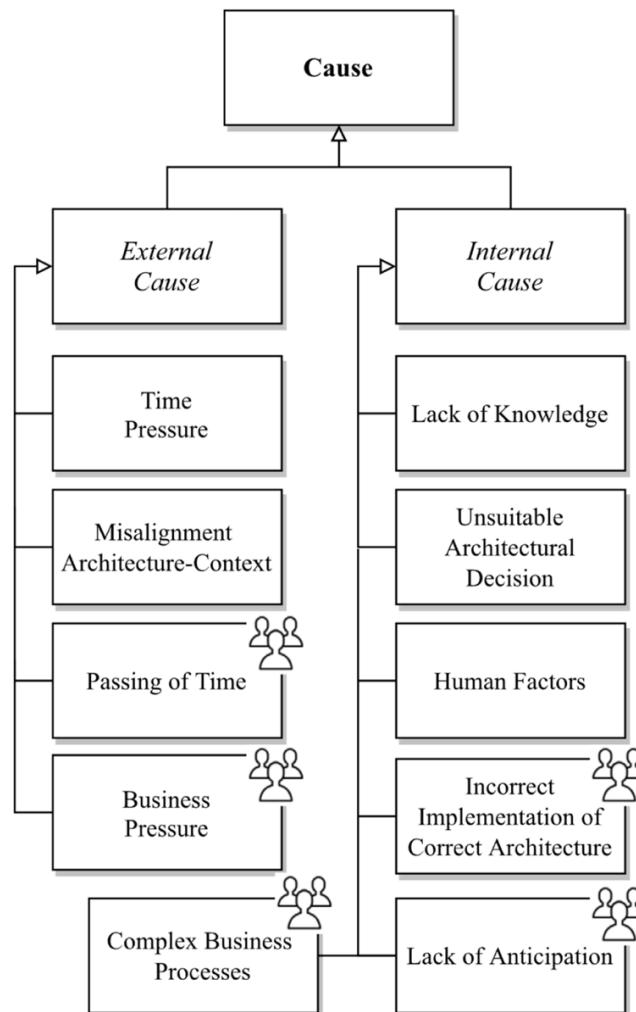 Cause
External
Cause
Internal
Cause
Time
Pressure
Lack of Knowledge
Misalignment
Architecture-Context
Unsuitable
Architectural
Decision
Passing of Time
Human Factors
Business
Pressure
Incorrect
Implementation of
Correct Architecture
Complex Business
Processes
Lack of Anticipation